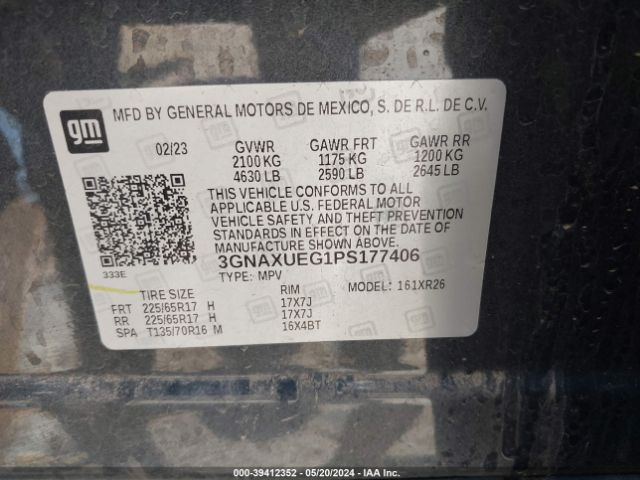 gm
MFD BY GENERAL MOTORS DE MEXICO, S. DE R.L. DE C.V.
02/23 GVWR GAWR FRT GAWR RR
2100 KG 1175 KG 1200 KG
4630 LB 2590 LB 2645 LB
THIS VEHICLE CONFORMS TO ALL
APPLICABLE U.S. FEDERAL MOTOR
VEHICLE SAFETY AND THEFT PREVENTION
STANDARDS IN EFFECT ON THE DATE OF
MANUFACTURE SHOWN ABOVE.
333E
3GNAXUEG1PS177406
TYPE: MPV MODEL: 161XR26
TIRE SIZE RIM
FRT 225/65R17 H 17X7J
RR 225/65R17 H 17X7J
SPA T135/70R16 M 16X4BT
000-39412352 - 05/20/2024 - IAA Inc.